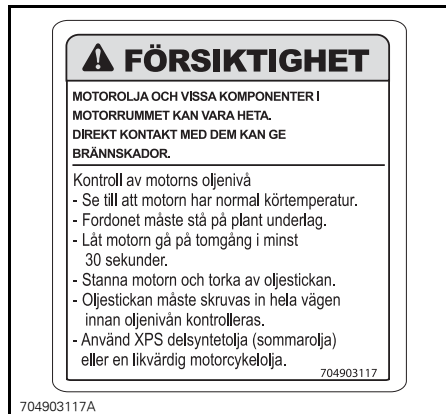 FÖRSIKTIGHET
MOTOROLJA OCH VISSA KOMPONENTER I
MOTORRUMMET KAN VARA HETA.
DIREKT KONTAKT MED DEM KAN GE
BRÄNNSKADOR.
Kontroll av motorns oljenivå
- Se till att motorn har normal körtemperatur.
- Fordonet måste stå på plant underlag.
- Låt motorn gå på tomgång i minst
30 sekunder.
- Stanna motorn och torka av oljestickan.
- Oljestickan måste skruvas in hela vägen
innan oljenivån kontrolleras.
- Använd XPS delsyntetolja (sommarolja)
eller en likvärdig motorcykelolja.
704903117
704903117A